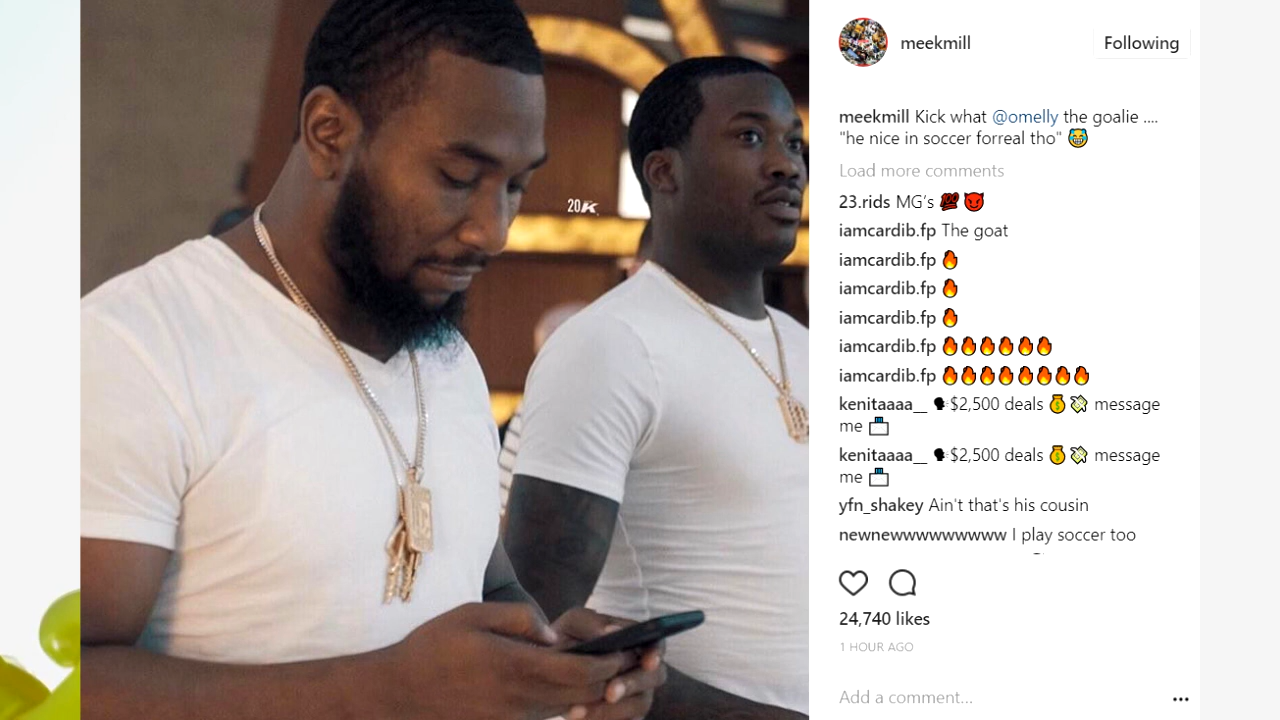 20K
meekmill
Following
meekmill Kick what @omelly the goalie ....
"he nice in soccer forreal tho" 😂
Load more comments
23.rids MG's 💯😈
iamcardib.fp The goat
iamcardib.fp 🔥
iamcardib.fp 🔥
iamcardib.fp 🔥
iamcardib.fp 🔥🔥🔥🔥🔥🔥
iamcardib.fp 🔥🔥🔥🔥🔥🔥🔥🔥
kenitaaaa__ 🗣$2,500 deals 💰💸 message
me 📩
kenitaaaa__ 🗣$2,500 deals 💰💸 message
me 📩
yfn_shakey Ain't that's his cousin
newnewwwwwwwww I play soccer too
24,740 likes
1 HOUR AGO
Add a comment...